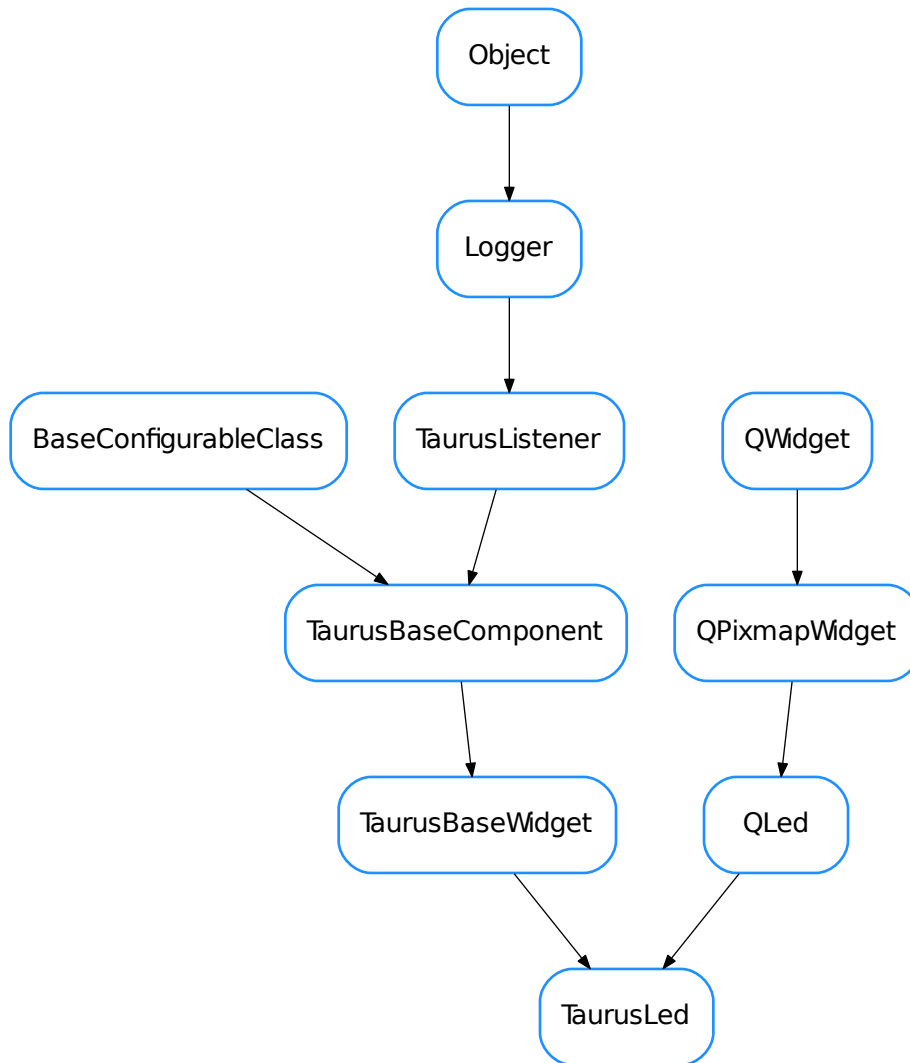 Object
Logger
BaseConfigurableClass
TaurusListener
QWidget
TaurusBaseComponent
QPixmapWidget
TaurusBaseWidget
QLed
TaurusLed